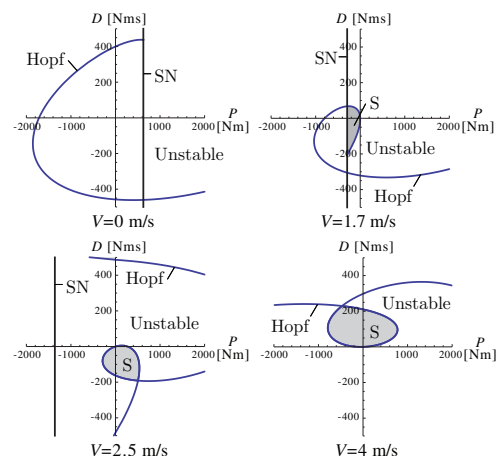 D [Nms]
400
200
-200
-400
-2000
-1000
0
1000
2000
P
[Nm]
Hopf
SN
Unstable
V=0 m/s
D [Nms]
400
200
-200
-400
-2000
-1000
1000
2000
P
[Nm]
SN
S
Unstable
Hopf
V=1.7 m/s
D [Nms]
400
200
-200
-400
-2000
-1000
0
1000
2000
P
[Nm]
SN
Hopf
Unstable
S
V=2.5 m/s
D [Nms]
400
200
-200
-400
-2000
-1000
0
1000
2000
P
[Nm]
Hopf
Unstable
S
V=4 m/s